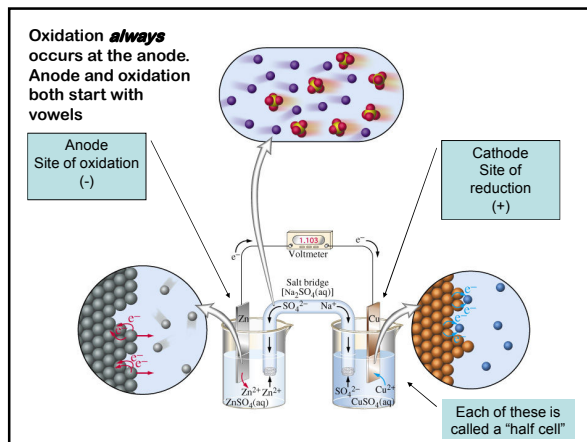 Oxidation always
occurs at the anode.
Anode and oxidation
both start with
vowels
Anode
Site of oxidation
(-)
Cathode
Site of
reduction
(+)
1.103
e⁻
Voltmeter
e⁻
Salt bridge
[Na₂SO₄(aq)]
SO₄²⁻ Na⁺
Zn
Cu
e⁻
e⁻
e⁻
e⁻
e⁻
e⁻
Zn²⁺ Zn²⁺
ZnSO₄(aq)
SO₄²⁻ Cu²⁺
CuSO₄(aq)
Each of these is
called a “half cell”